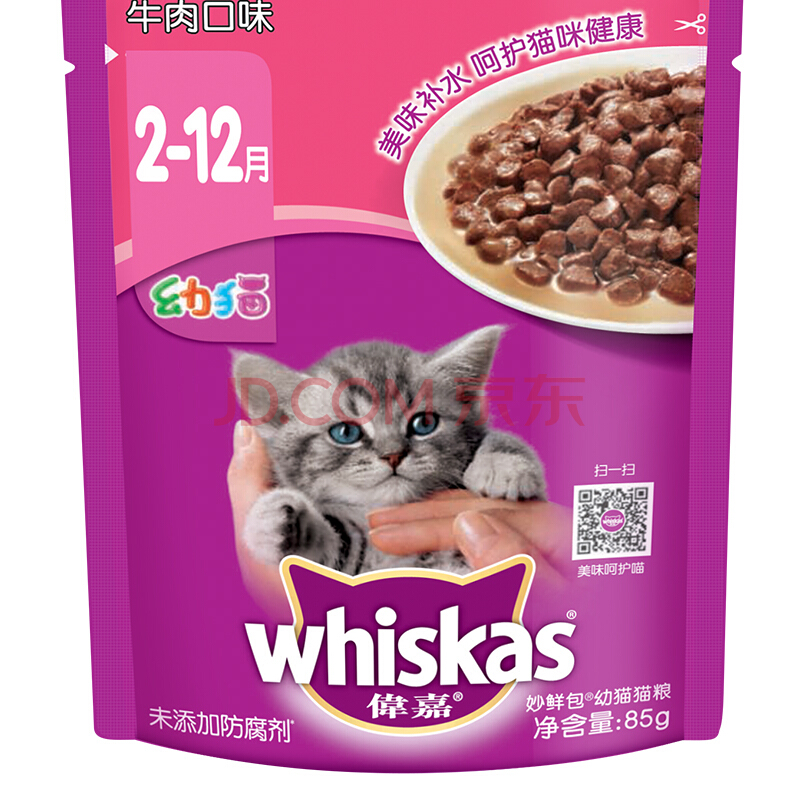 牛肉口味
美味补水 呵护猫咪健康
2-12月
幼猫
JD.COM 京东
扫一扫
whiskas
美味呵护喵
whiskas®
偉嘉®
妙鲜包®幼猫猫粮
未添加防腐剂*
净含量:85g